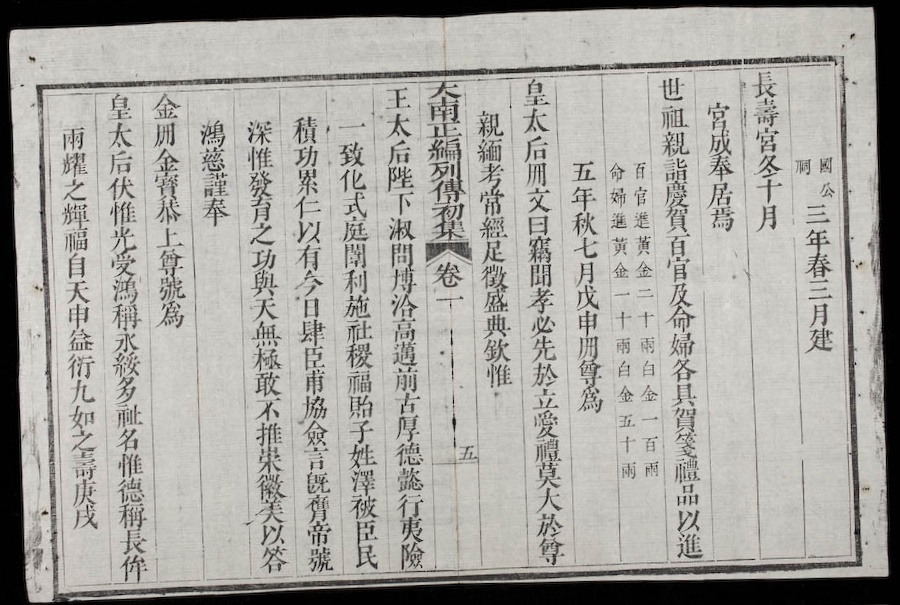 國公
嗣
三年春三月建
長壽宮冬十月
宮成奉居焉
世祖親詣慶賀百官及命婦各具賀箋禮品以進
百官進黃金二十兩白金一百兩
命婦進黃金一十兩白金五十兩
五年秋七月戊申冊尊爲
皇太后冊文曰竊聞孝必先於立愛禮莫大於尊
親緬考常經足徵盛典欽惟
大南正編列傳初集
卷一
五
王太后陛下淑問博洽高邁前古厚德懿行夷險
一致化式庭闈利施社稷福貽子姓澤被臣民
積功累仁以有今日肆臣甫協僉言旣膺帝號
深惟發育之功與天無極敢不推崇徽美以答
鴻慈謹奉
金冊金寶恭上尊號爲
皇太后伏惟光受鴻稱永綏多祉名惟德稱長侔
兩耀之輝福自天申益衍九如之壽庚戌